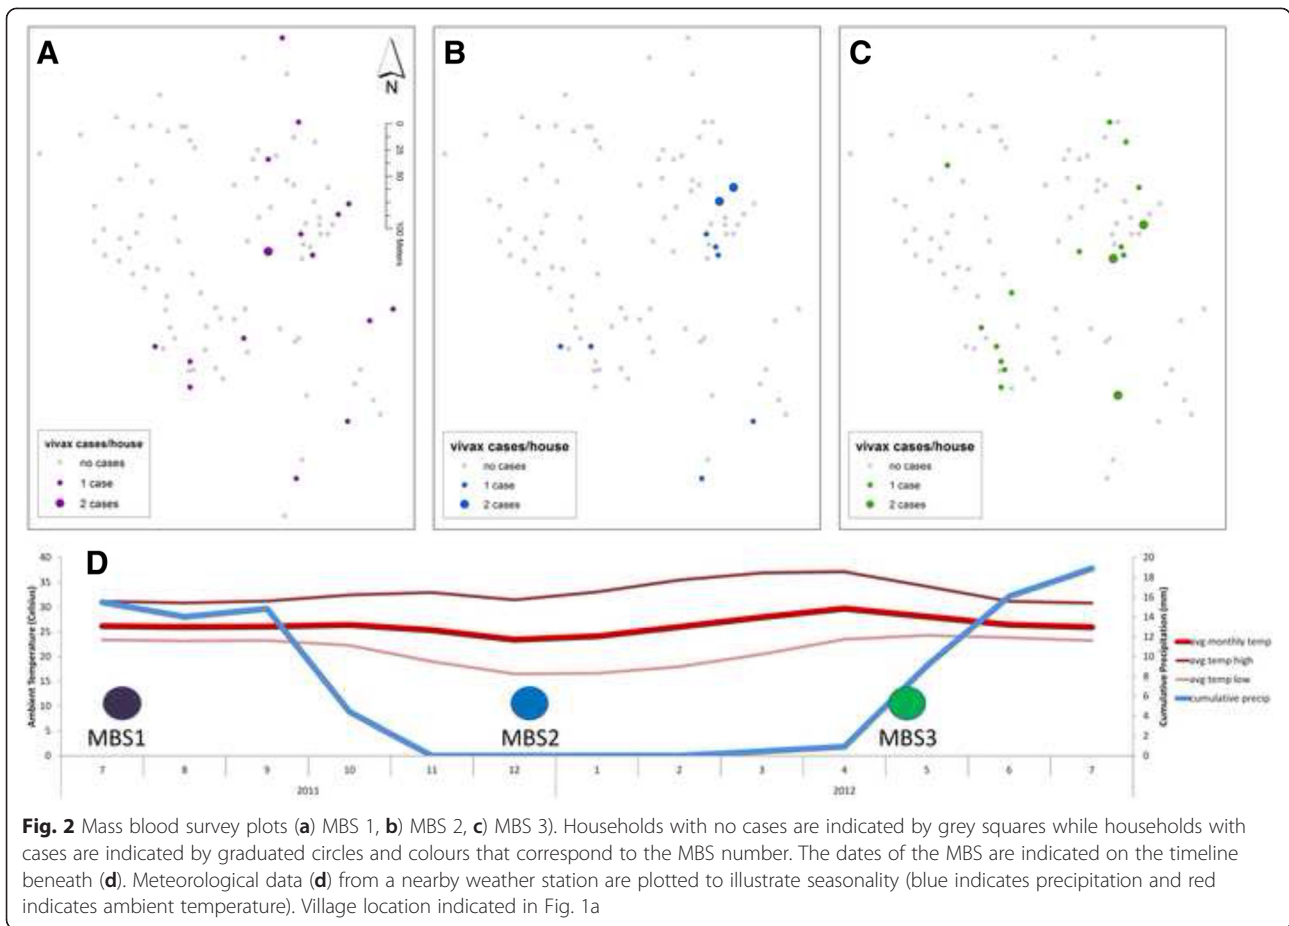 A
N
0
25
50
100 Meters
vivax cases/house
no cases
1 case
2 cases
B
vivax cases/house
no cases
1 case
2 cases
C
vivax cases/house
no cases
1 case
2 cases
D
Ambient Temperature (Celsius)
40
35
30
25
20
15
10
5
0
MBS1
MBS2
MBS3
20
18
16
14
12
10
8
6
4
2
0
Cumulative Precipitation (mm)
avg monthly temp
avg temp high
avg temp low
cumulative precip
7 8 9 10 11 12 1 2 3 4 5 6 7
2011 2012
Fig. 2 Mass blood survey plots (a) MBS 1, b) MBS 2, c) MBS 3). Households with no cases are indicated by grey squares while households with
cases are indicated by graduated circles and colours that correspond to the MBS number. The dates of the MBS are indicated on the timeline
beneath (d). Meteorological data (d) from a nearby weather station are plotted to illustrate seasonality (blue indicates precipitation and red
indicates ambient temperature). Village location indicated in Fig. 1a